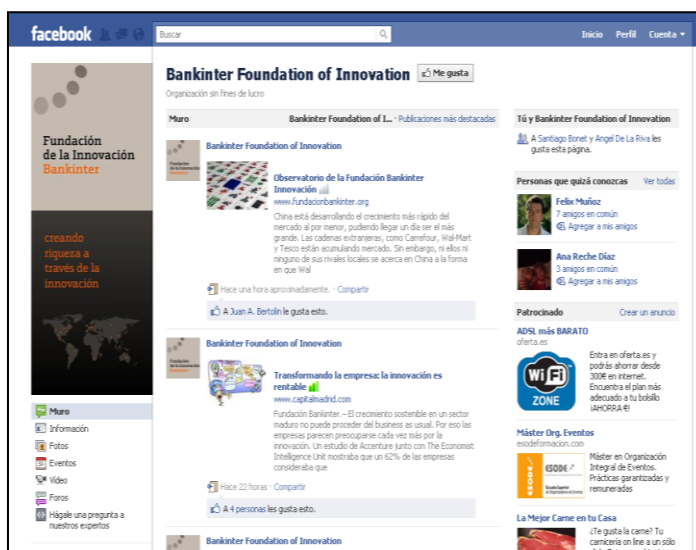 facebook
Buscar
Inicio Perfil Cuenta
Fundación
de la Innovación
Bankinter
creando
riqueza a
través de la
innovación
Muro
Información
Fotos
Eventos
Video
Foros
Hágale una pregunta a
nuestros expertos
Bankinter Foundation of Innovation Me gusta
Organización sin fines de lucro
Muro Bankinter Foundation of I... · Publicaciones más destacadas
Bankinter Foundation of Innovation
Observatorio de la Fundación Bankinter
Innovación
www.fundacionbankinter.org
China está desarrollando el crecimiento más rápido del
mercado al por menor, pudiendo llegar un día ser el más
grande. Las cadenas extranjeras, como Carrefour, Wal-Mart
y Tesco están acumulando mercado. Sin embargo, ni ellos ni
ninguno de sus rivales locales se acerca en China a la forma
en que Wal
Hace una hora aproximadamente. · Compartir
A Juan A. Bertolin le gusta esto.
Bankinter Foundation of Innovation
Transformando la empresa: la innovación es
rentable
www.capitalmadrid.com
Fundación Bankinter.– El crecimiento sostenible en un sector
maduro no puede proceder del business as usual. Por eso las
empresas parecen preocuparse cada vez más por la
innovación. Un estudio de Accenture junto con The Economist
Intelligence Unit mostraba que un 62% de las empresas
consideraba que
Hace 22 horas · Compartir
A 4 personas les gusta esto.
Bankinter Foundation of Innovation
Tú y Bankinter Foundation of Innovation
A Santiago Bonet y Angel De La Riva les
gusta esta página.
Personas que quizá conozcas Ver todas
Felix Muñoz
7 amigos en común
Agregar a mis amigos
Ana Reche Díaz
3 amigos en común
Agregar a mis amigos
Patrocinado Crear un anuncio
ADSL más BARATO
oferta.es
Wi Fi
ZONE
Entra en oferta.es y
podrás ahorrar desde
300€ en internet.
Encuentra el plan más
adecuado a tu bolsillo
¡AHORRA €!
Máster Org. Eventos
esodeformacion.com
ESODE
Máster en Organización
Integral de Eventos.
Prácticas garantizadas y
remuneradas
La Mejor Carne en tu Casa
¿Te gusta la carne? Tu
carnicería on line a un sólo